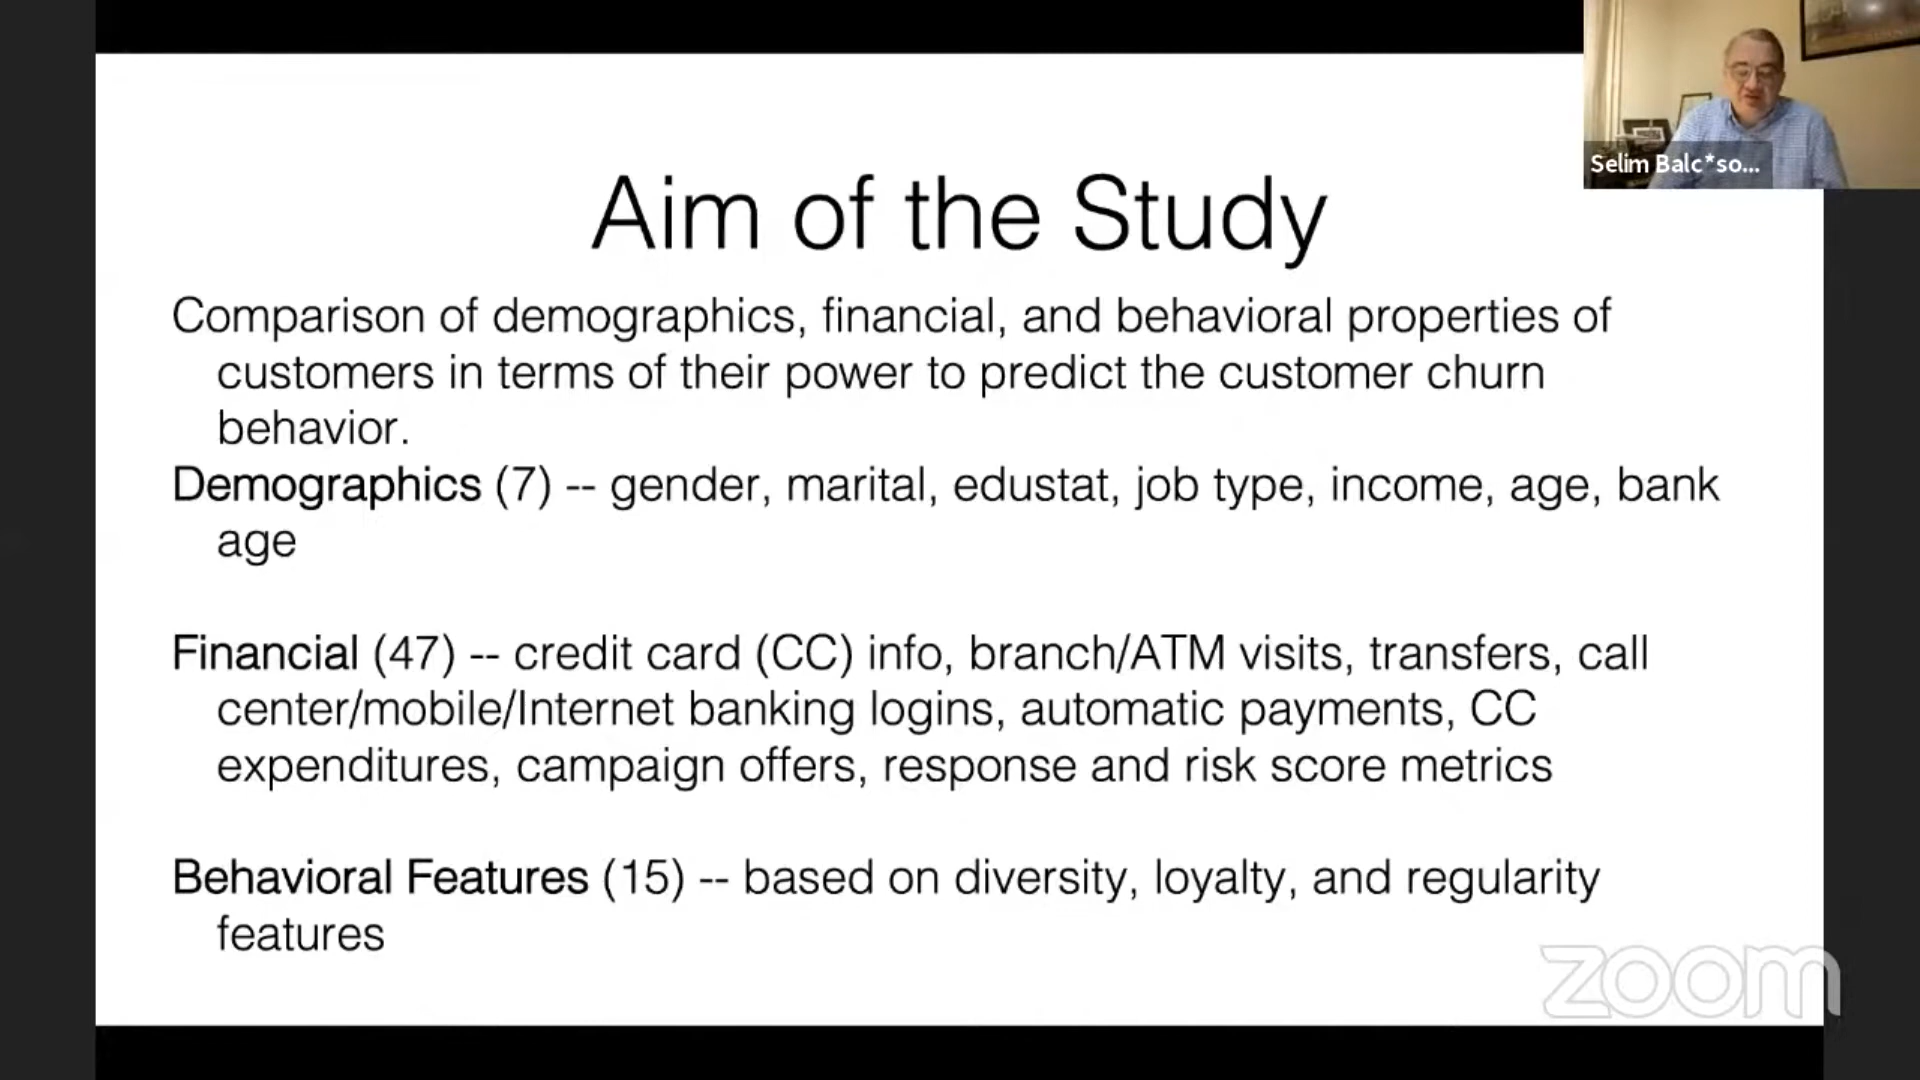 Selim Balc*so...
Aim of the Study
Comparison of demographics, financial, and behavioral properties of
customers in terms of their power to predict the customer churn
behavior.
Demographics (7) -- gender, marital, edustat, job type, income, age, bank
age
Financial (47) -- credit card (CC) info, branch/ATM visits, transfers, call
center/mobile/Internet banking logins, automatic payments, CC
expenditures, campaign offers, response and risk score metrics
Behavioral Features (15) -- based on diversity, loyalty, and regularity
features
zoom